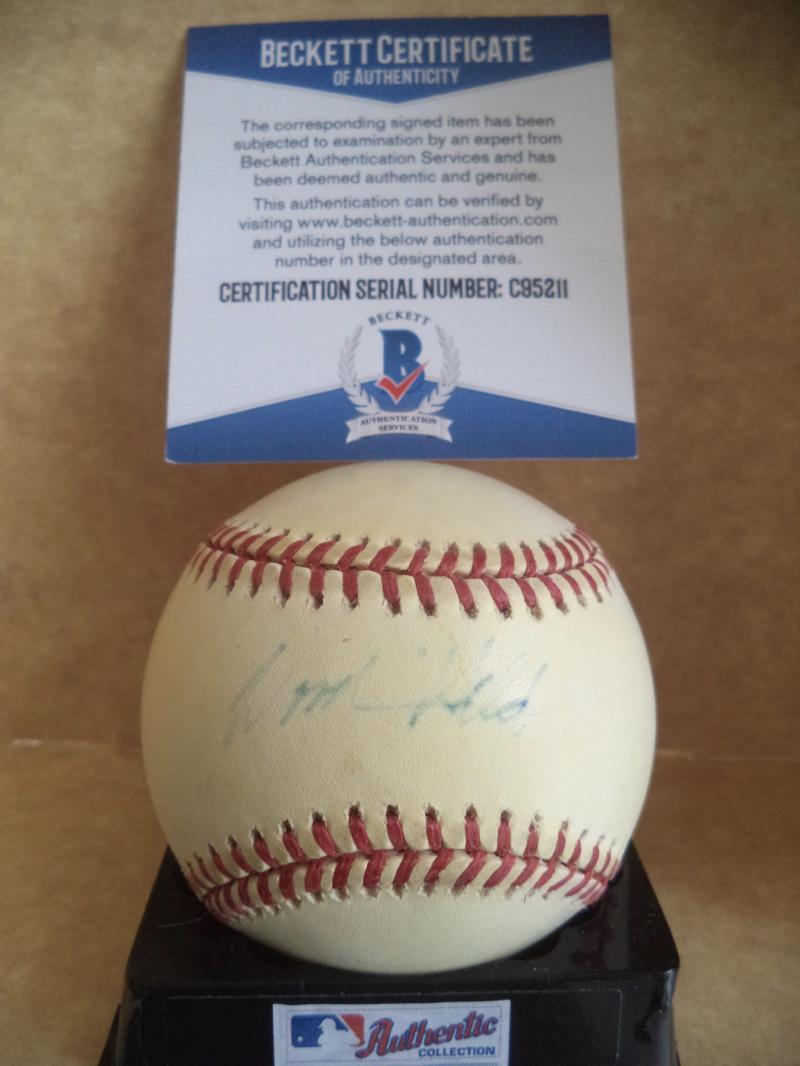 BECKETT CERTIFICATE
OF AUTHENTICITY
The corresponding signed item has been
subjected to examination by an expert from
Beckett Authentication Services and has
been deemed authentic and genuine.
This authentication can be verified by
visiting www.beckett-authentication.com
and utilizing the below authentication
number in the designated area.
CERTIFICATION SERIAL NUMBER: C95211
BECKETT
B
AUTHENTICATION
SERVICES
Authentic
COLLECTION